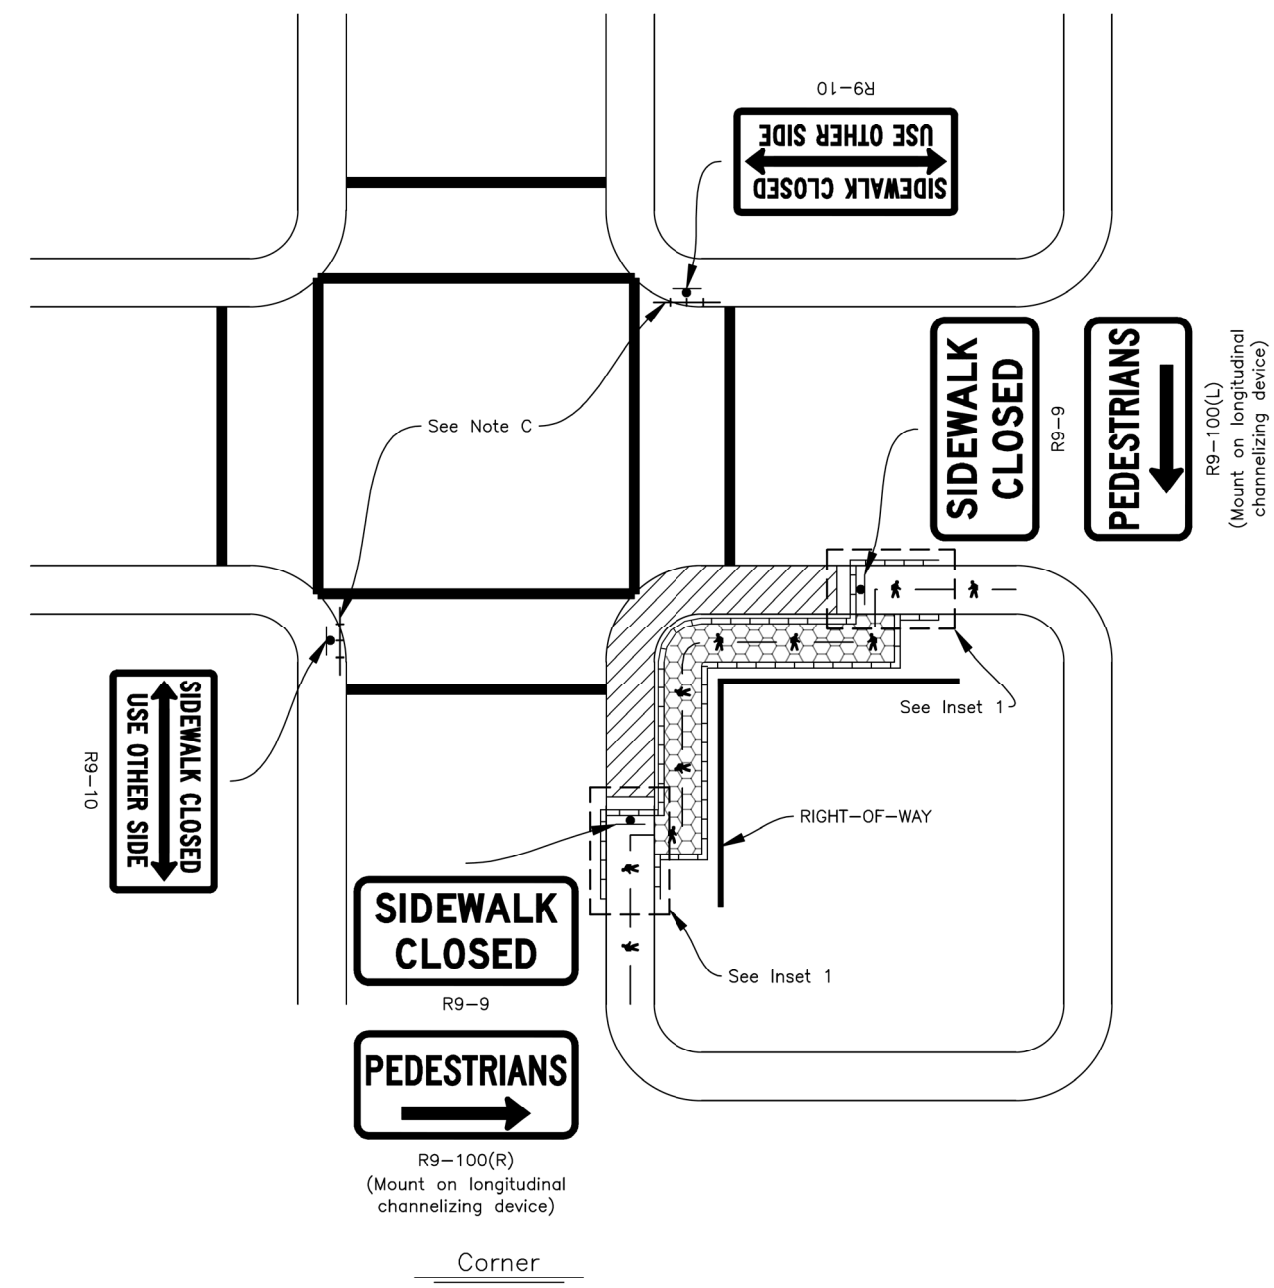 R9-10
SIDEWALK CLOSED
USE OTHER SIDE
See Note C
SIDEWALK
CLOSED
R9-9
PEDESTRIANS
R9-100(L)
(Mount on longitudinal
channelizing device)
See Inset 1
RIGHT-OF-WAY
SIDEWALK CLOSED
USE OTHER SIDE
R9-10
SIDEWALK
CLOSED
R9-9
See Inset 1
PEDESTRIANS
R9-100(R)
(Mount on longitudinal
channelizing device)
Corner